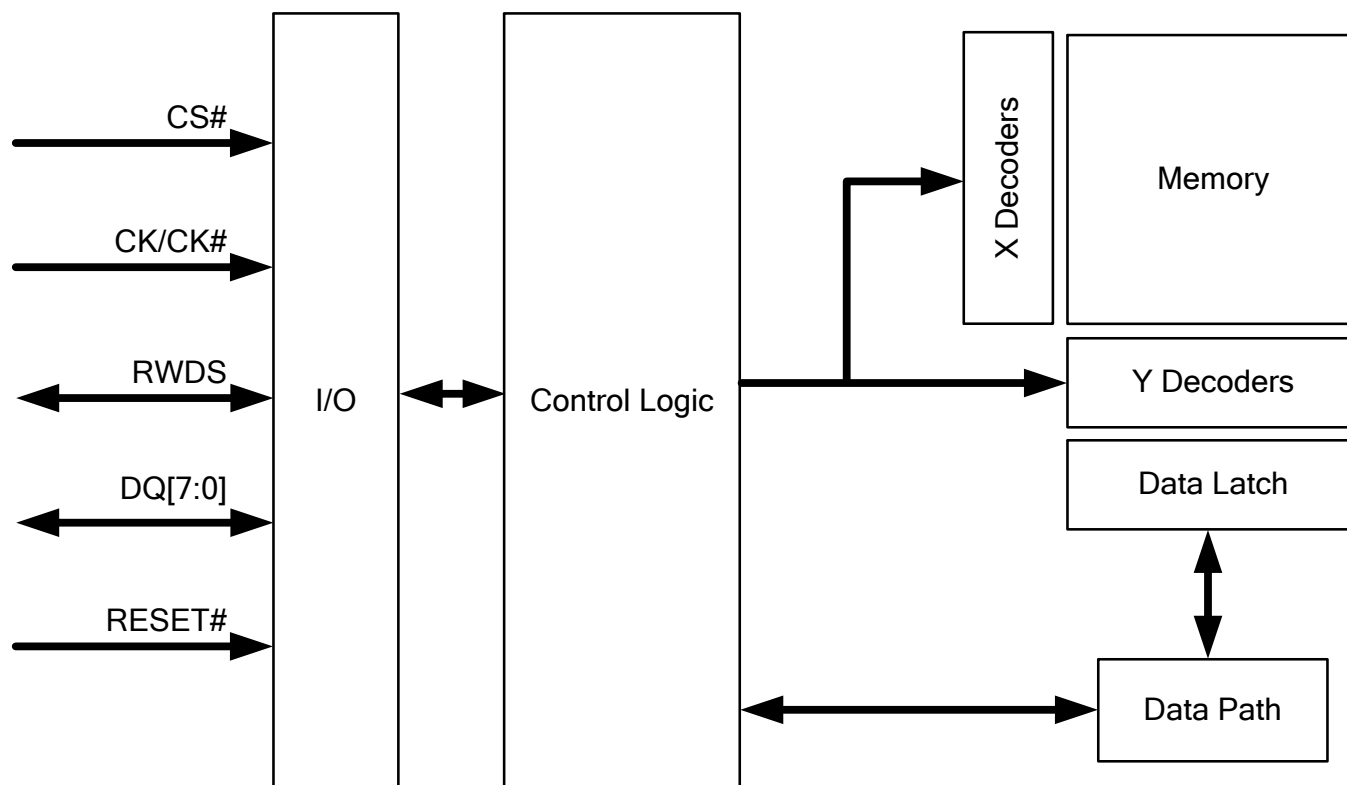 CS#
CK/CK#
RWDS
DQ[7:0]
RESET#
I/O
Control Logic
X Decoders
Memory
Y Decoders
Data Latch
Data Path